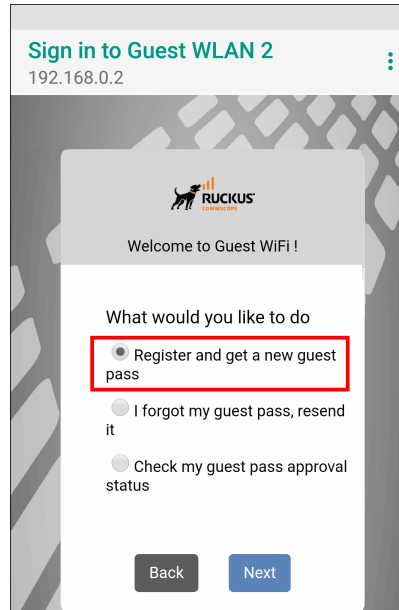 Sign in to Guest WLAN 2
192.168.0.2
RUCKUS
COMMSCOPE
Welcome to Guest WiFi !
What would you like to do
Register and get a new guest
pass
I forgot my guest pass, resend
it
Check my guest pass approval
status
Back Next